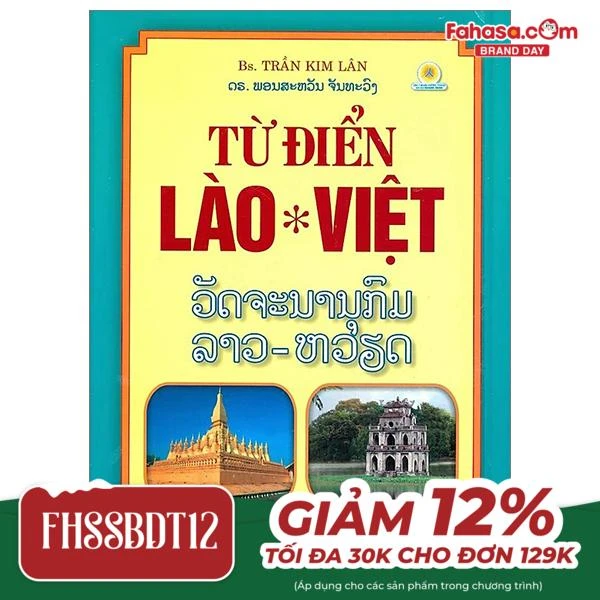 Fahasa.com
BRAND DAY
Bs. TRẦN KIM LÂN
ດຣ. ພອນສະຫວັນ ຈັນທະວົງ
TỪ ĐIỂN
LÀO * VIỆT
ວັດຈະນານຸກົມ
ລາວ - ຫວຽດ
FHSSBDT12
GIẢM 12%
TỐI ĐA 30K CHO ĐƠN 129K
(Áp dụng cho các sản phẩm trong chương trình)